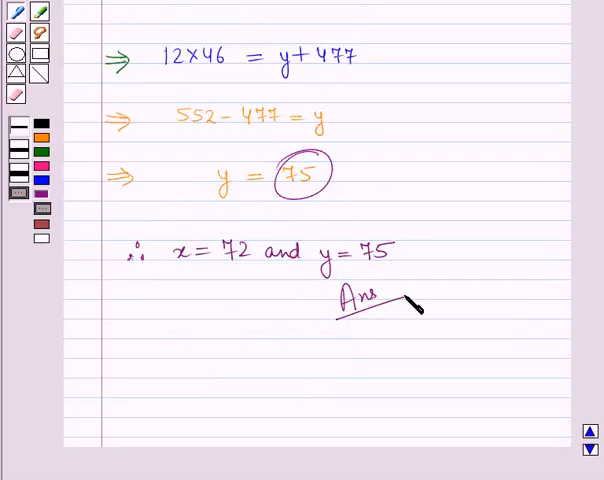 ⇒ 12×46 = y+477
⇒ 552 - 477 = y
⇒ y = 75
∴ x = 72 and y = 75
Ans